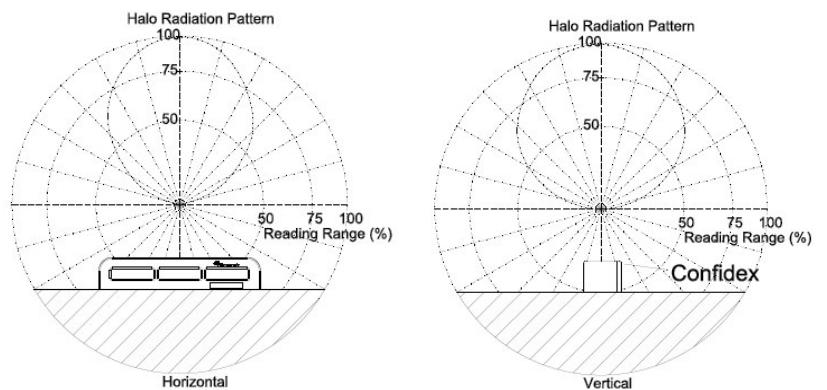 Halo Radiation Pattern
100
75
50
50 75 100
Reading Range (%)
Horizontal
Halo Radiation Pattern
100
75
50
50 75 100
Reading Range (%)
Confidex
Vertical